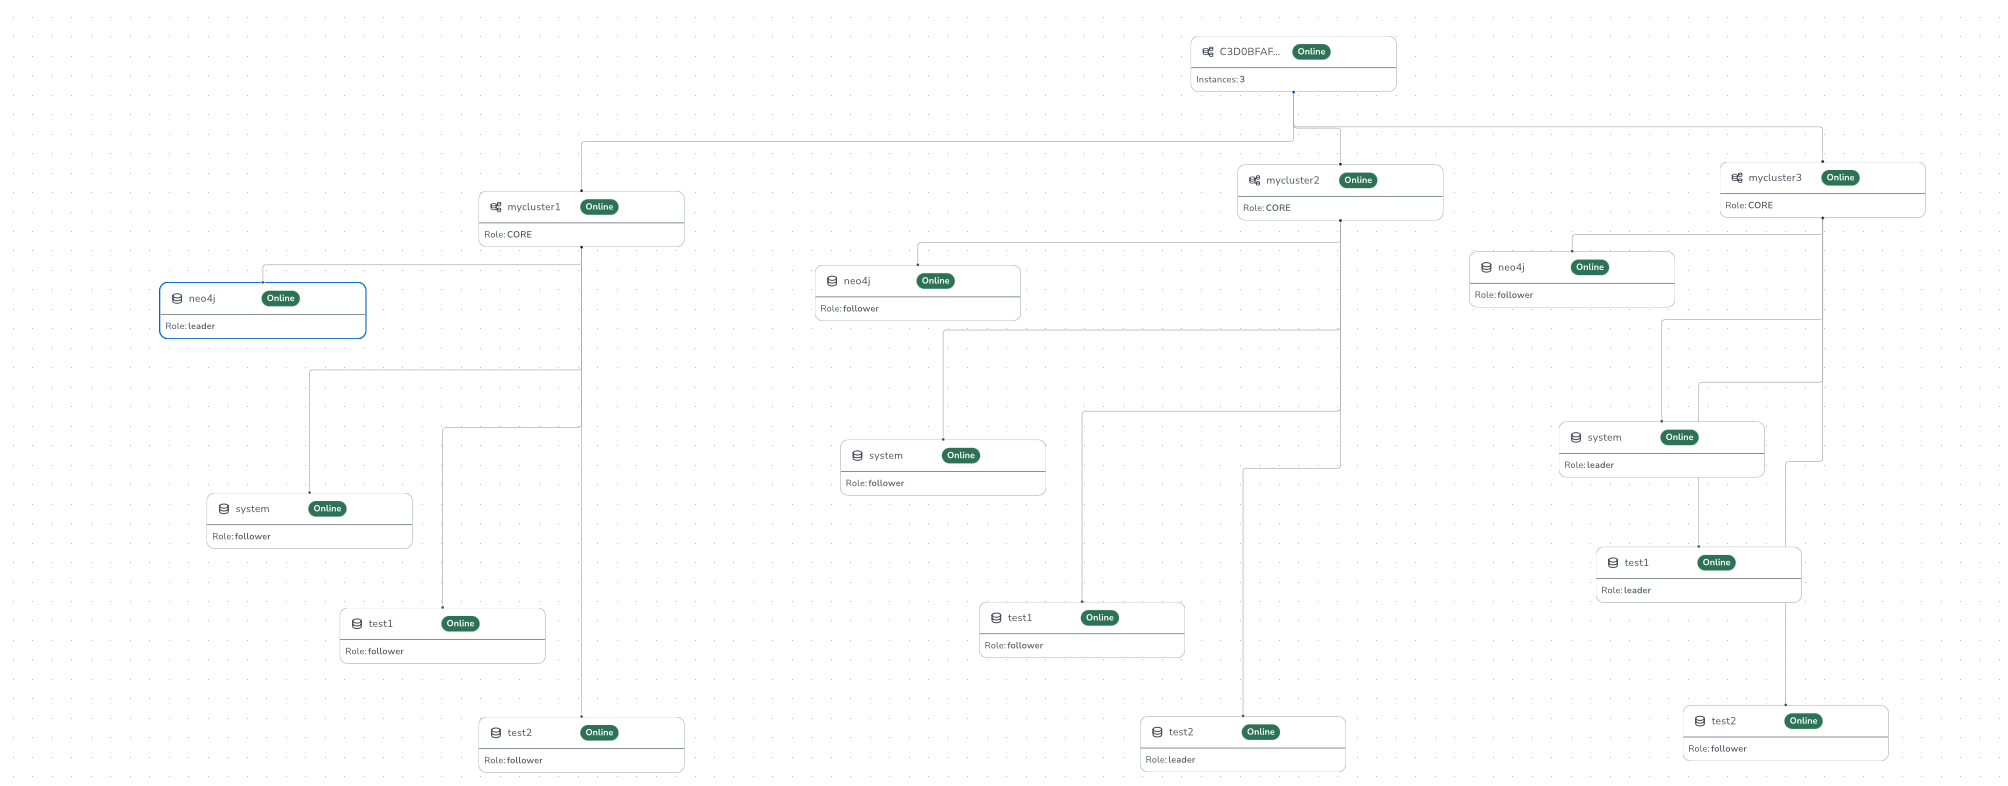 C3D0BFAF... Online
Instances: 3
mycluster1 Online
Role: CORE
neo4j Online
Role: leader
system Online
Role: follower
test1 Online
Role: follower
test2 Online
Role: follower
mycluster2 Online
Role: CORE
neo4j Online
Role: follower
system Online
Role: follower
test1 Online
Role: follower
test2 Online
Role: leader
mycluster3 Online
Role: CORE
neo4j Online
Role: follower
system Online
Role: leader
test1 Online
Role: leader
test2 Online
Role: follower